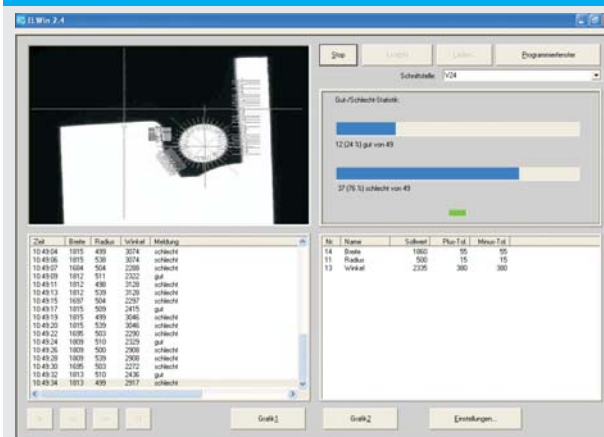 ELWin 2.4
Stop
Programmierfenster
Schnittstelle: V24
Gut-/Schlecht-Statistik:
12 (24 %) gut von 49
37 (76 %) schlecht von 49
Zeit Breite Radius Winkel Meldung
10:49:04 1815 499 3074 schlecht
10:49:06 1815 538 3074 schlecht
10:49:07 1684 504 2288 schlecht
10:49:09 1812 511 2322 gut
10:49:11 1812 498 3128 schlecht
10:49:13 1812 539 3128 schlecht
10:49:15 1697 504 2297 schlecht
10:49:17 1815 509 2415 gut
10:49:19 1815 499 3046 schlecht
10:49:20 1815 539 3046 schlecht
10:49:22 1695 503 2290 schlecht
10:49:24 1809 510 2329 gut
10:49:26 1809 500 2908 schlecht
10:49:28 1809 539 2908 schlecht
10:49:30 1695 503 2272 schlecht
10:49:32 1813 510 2436 gut
10:49:34 1813 499 2917 schlecht
Nr. Name Sollwert Plus-Tol. Minus-Tol.
14 Breite 1860 55 55
11 Radius 500 15 15
13 Winkel 2335 380 380
Grafik1
Grafik2
Einstellungen...